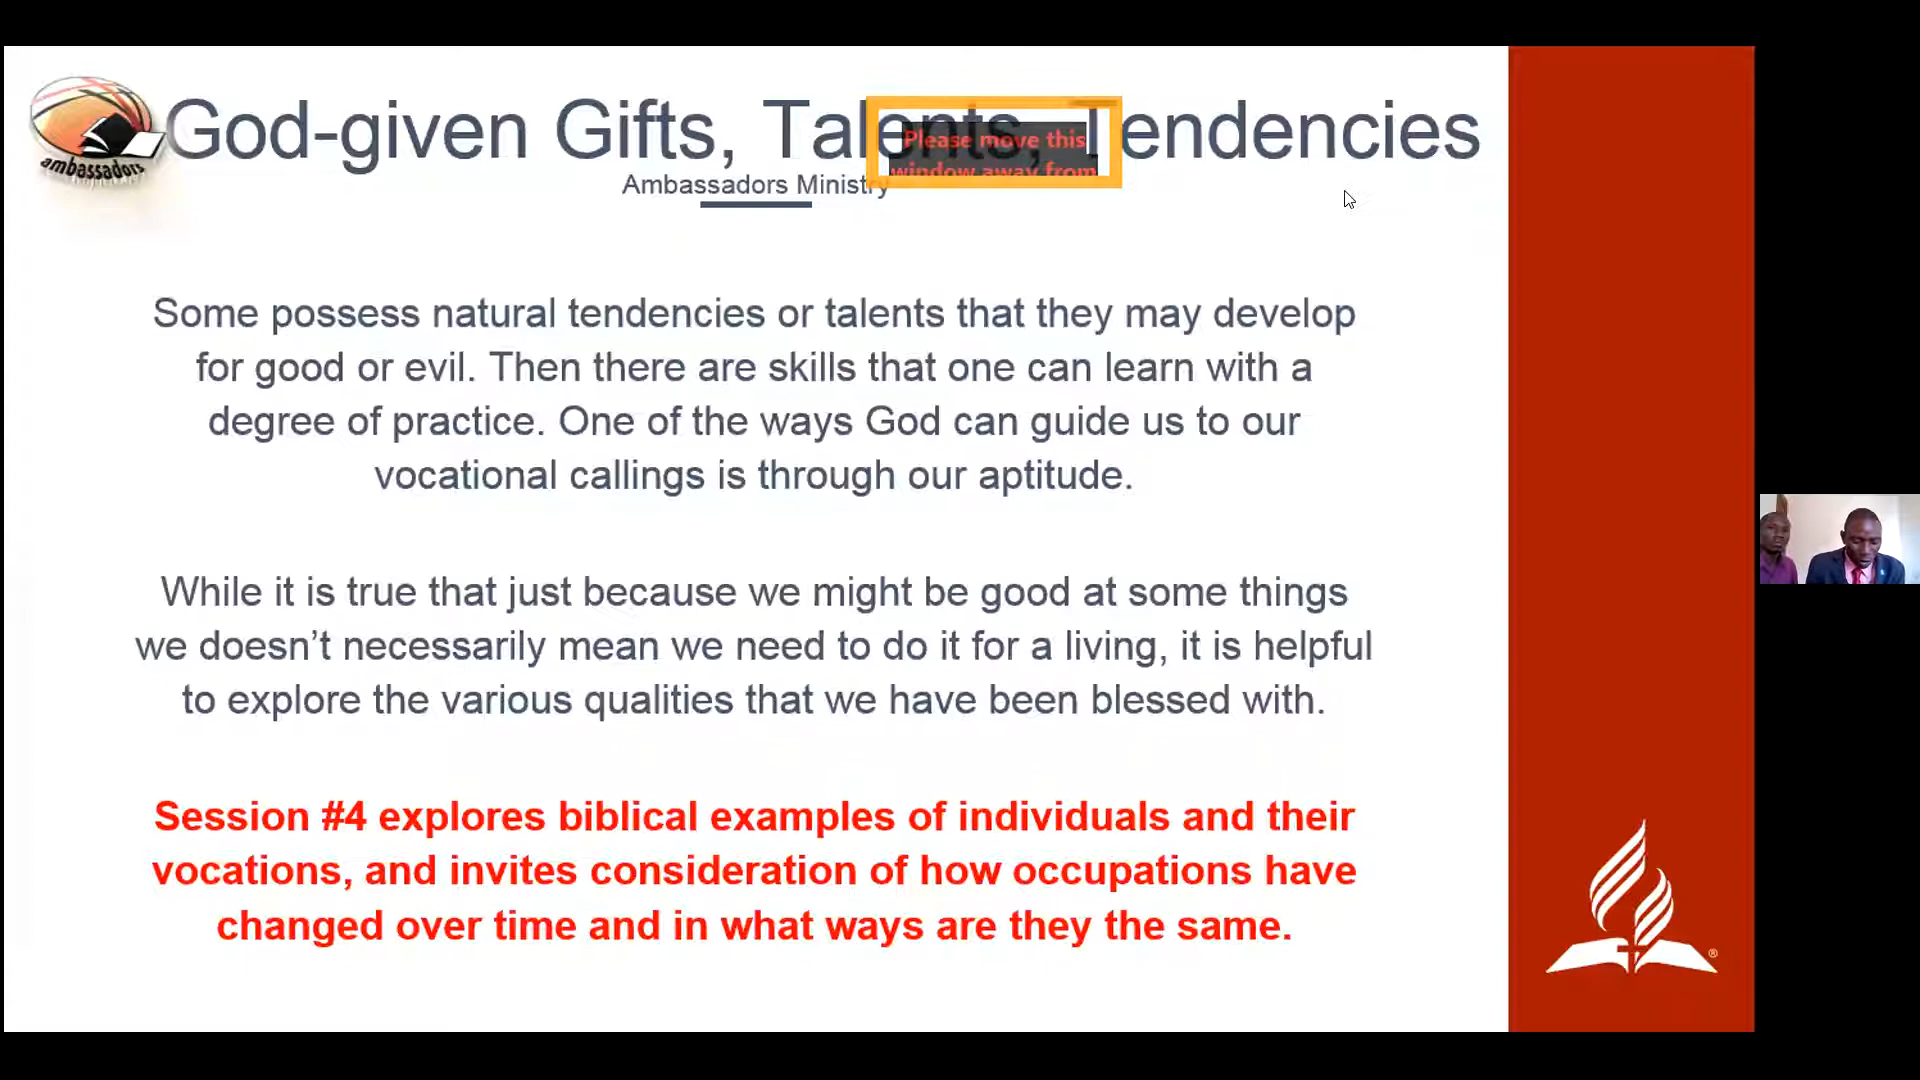 God-given Gifts, Talents, Tendencies
Please move this
window away from
ambassadors
Ambassadors Ministry
Some possess natural tendencies or talents that they may develop
for good or evil. Then there are skills that one can learn with a
degree of practice. One of the ways God can guide us to our
vocational callings is through our aptitude.
While it is true that just because we might be good at some things
we doesn’t necessarily mean we need to do it for a living, it is helpful
to explore the various qualities that we have been blessed with.
Session #4 explores biblical examples of individuals and their
vocations, and invites consideration of how occupations have
changed over time and in what ways are they the same.
®